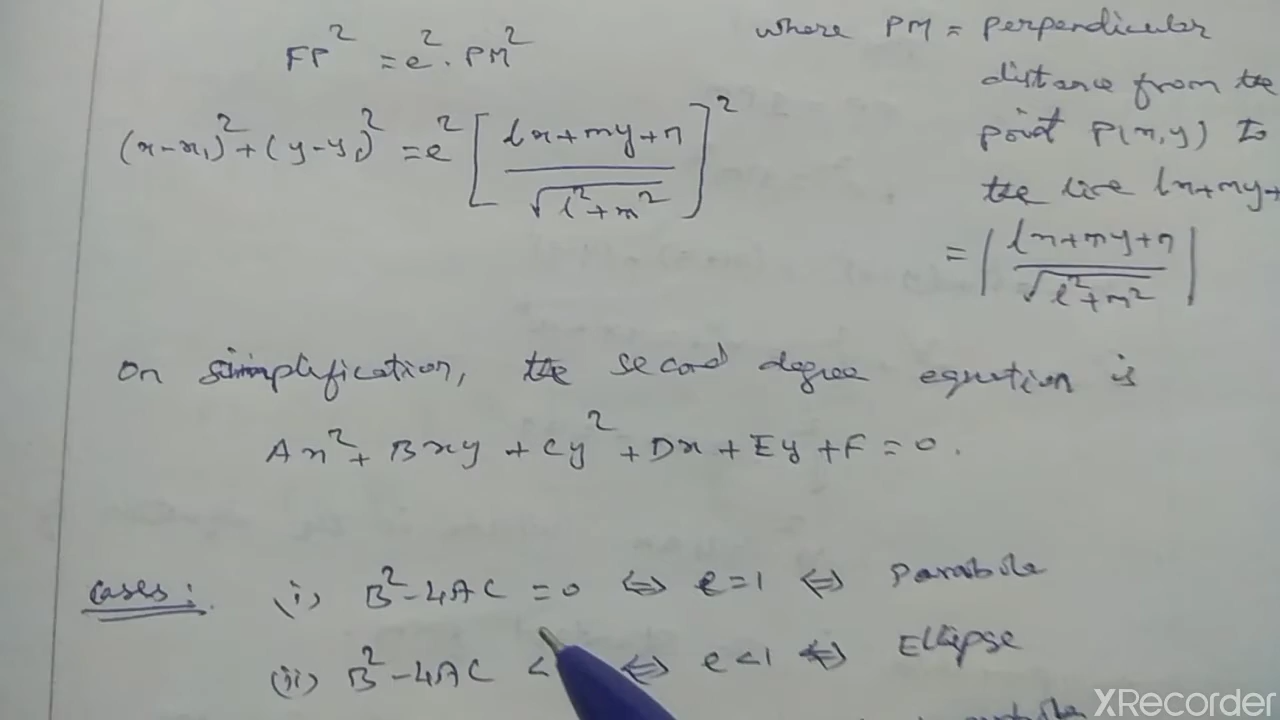 FP² = e². PM²
where PM = perpendicular
distance from the
point P(x,y) to
the line lx+my+
= | (lx+my+n) / √(l²+m²) |
(x-x₁)² + (y-y₁)² = e² [ (lx+my+n) / √(l²+m²) ]²
On simplification, the second degree equation is
Ax² + Bxy + Cy² + Dx + Ey + F = 0.
cases: (i) B²-4AC = 0 ⇔ e=1 ⇔ Parabola
(ii) B²-4AC < ⇔ e<1 ⇔ Ellipse
XRecorder